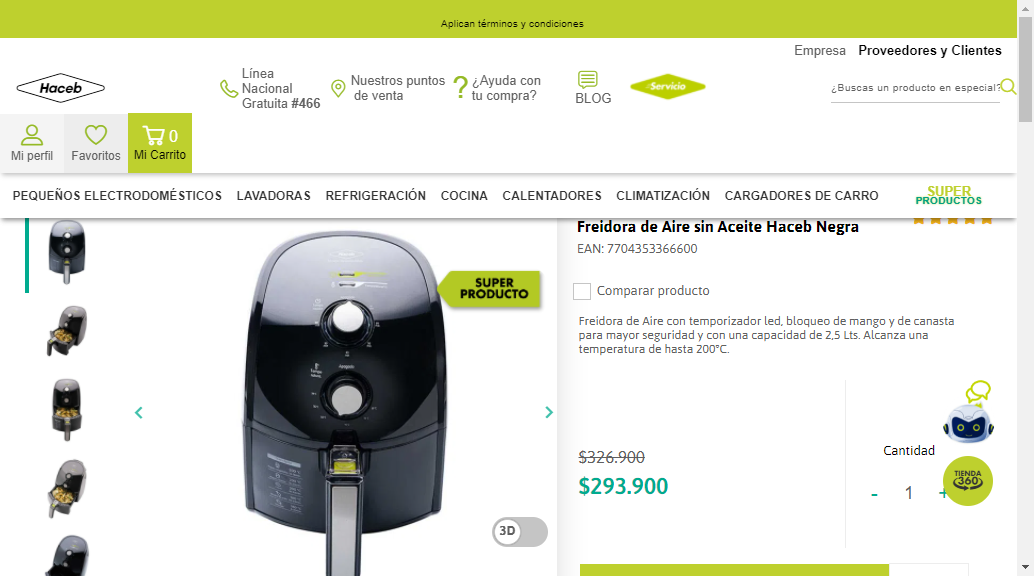 Aplican términos y condiciones
Empresa Proveedores y Clientes
Haceb
Línea
Nacional
Gratuita #466
Nuestros puntos
de venta
¿Ayuda con
tu compra?
BLOG
Servicio
¿Buscas un producto en especial?
Mi perfil
Favoritos
0
Mi Carrito
PEQUEÑOS ELECTRODOMÉSTICOS LAVADORAS REFRIGERACIÓN COCINA CALENTADORES CLIMATIZACIÓN CARGADORES DE CARRO
SUPER
PRODUCTOS
Freidora de Aire sin Aceite Haceb Negra
EAN: 7704353366600
SUPER
PRODUCTO
Comparar producto
Freidora de Aire con temporizador led, bloqueo de mango y de canasta
para mayor seguridad y con una capacidad de 2,5 Lts. Alcanza una
temperatura de hasta 200°C.
$326.900
$293.900
Cantidad
- 1 +
TIENDA
360
3D